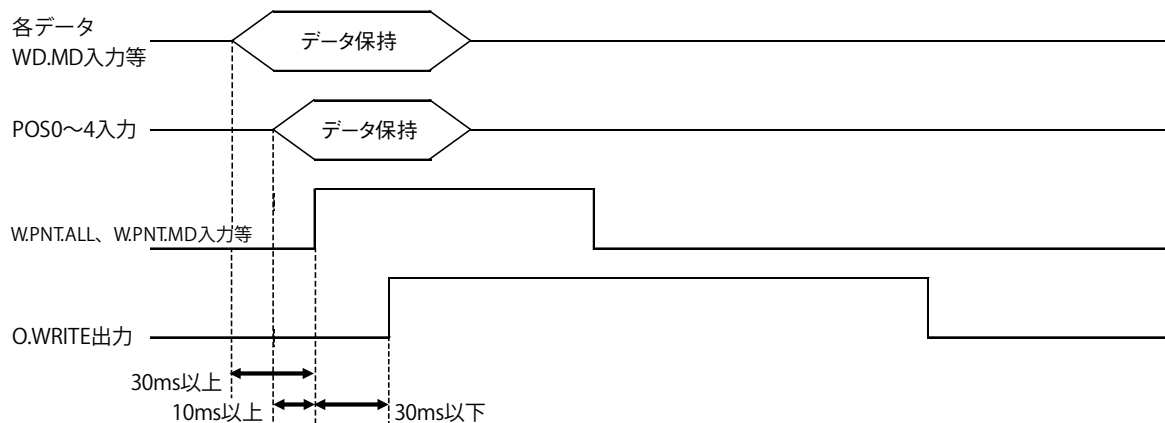 各データ
WD.MD入力等
データ保持
POS0～4入力
データ保持
W.PNT.ALL、W.PNT.MD入力等
O.WRITE出力
30ms以上
10ms以上
30ms以下